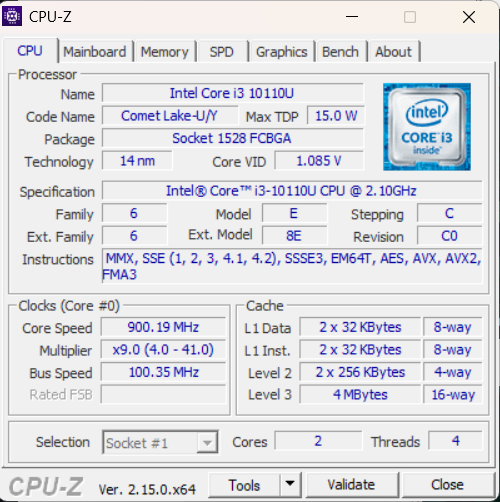 CPU-Z
CPU Mainboard Memory SPD Graphics Bench About
Processor
Name Intel Core i3 10110U
Code Name Comet Lake-U/Y Max TDP 15.0 W
Package Socket 1528 FCBGA
Technology 14 nm Core VID 1.085 V
intel
CORE i3
inside™
Specification Intel® Core™ i3-10110U CPU @ 2.10GHz
Family 6 Model E Stepping C
Ext. Family 6 Ext. Model 8E Revision C0
Instructions MMX, SSE (1, 2, 3, 4.1, 4.2), SSSE3, EM64T, AES, AVX, AVX2,
FMA3
Clocks (Core #0) Cache
Core Speed 900.19 MHz L1 Data 2 x 32 KBytes 8-way
Multiplier x9.0 (4.0 - 41.0) L1 Inst. 2 x 32 KBytes 8-way
Bus Speed 100.35 MHz Level 2 2 x 256 KBytes 4-way
Rated FSB Level 3 4 MBytes 16-way
Selection Socket #1 Cores 2 Threads 4
CPU-Z Ver. 2.15.0.x64 Tools Validate Close